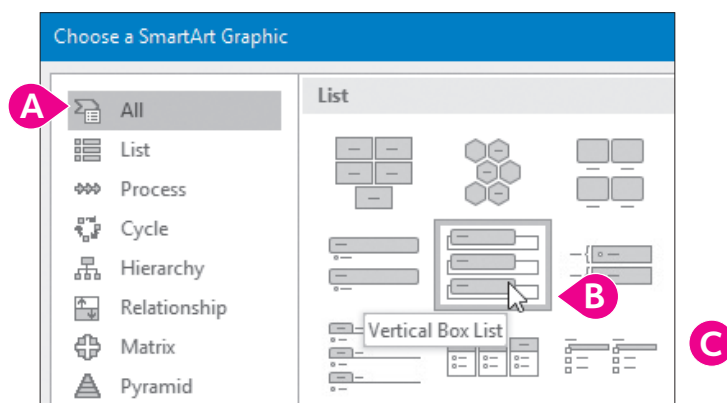 Choose a SmartArt Graphic
A
All
List
Process
Cycle
Hierarchy
Relationship
Matrix
Pyramid
List
B
Vertical Box List
C